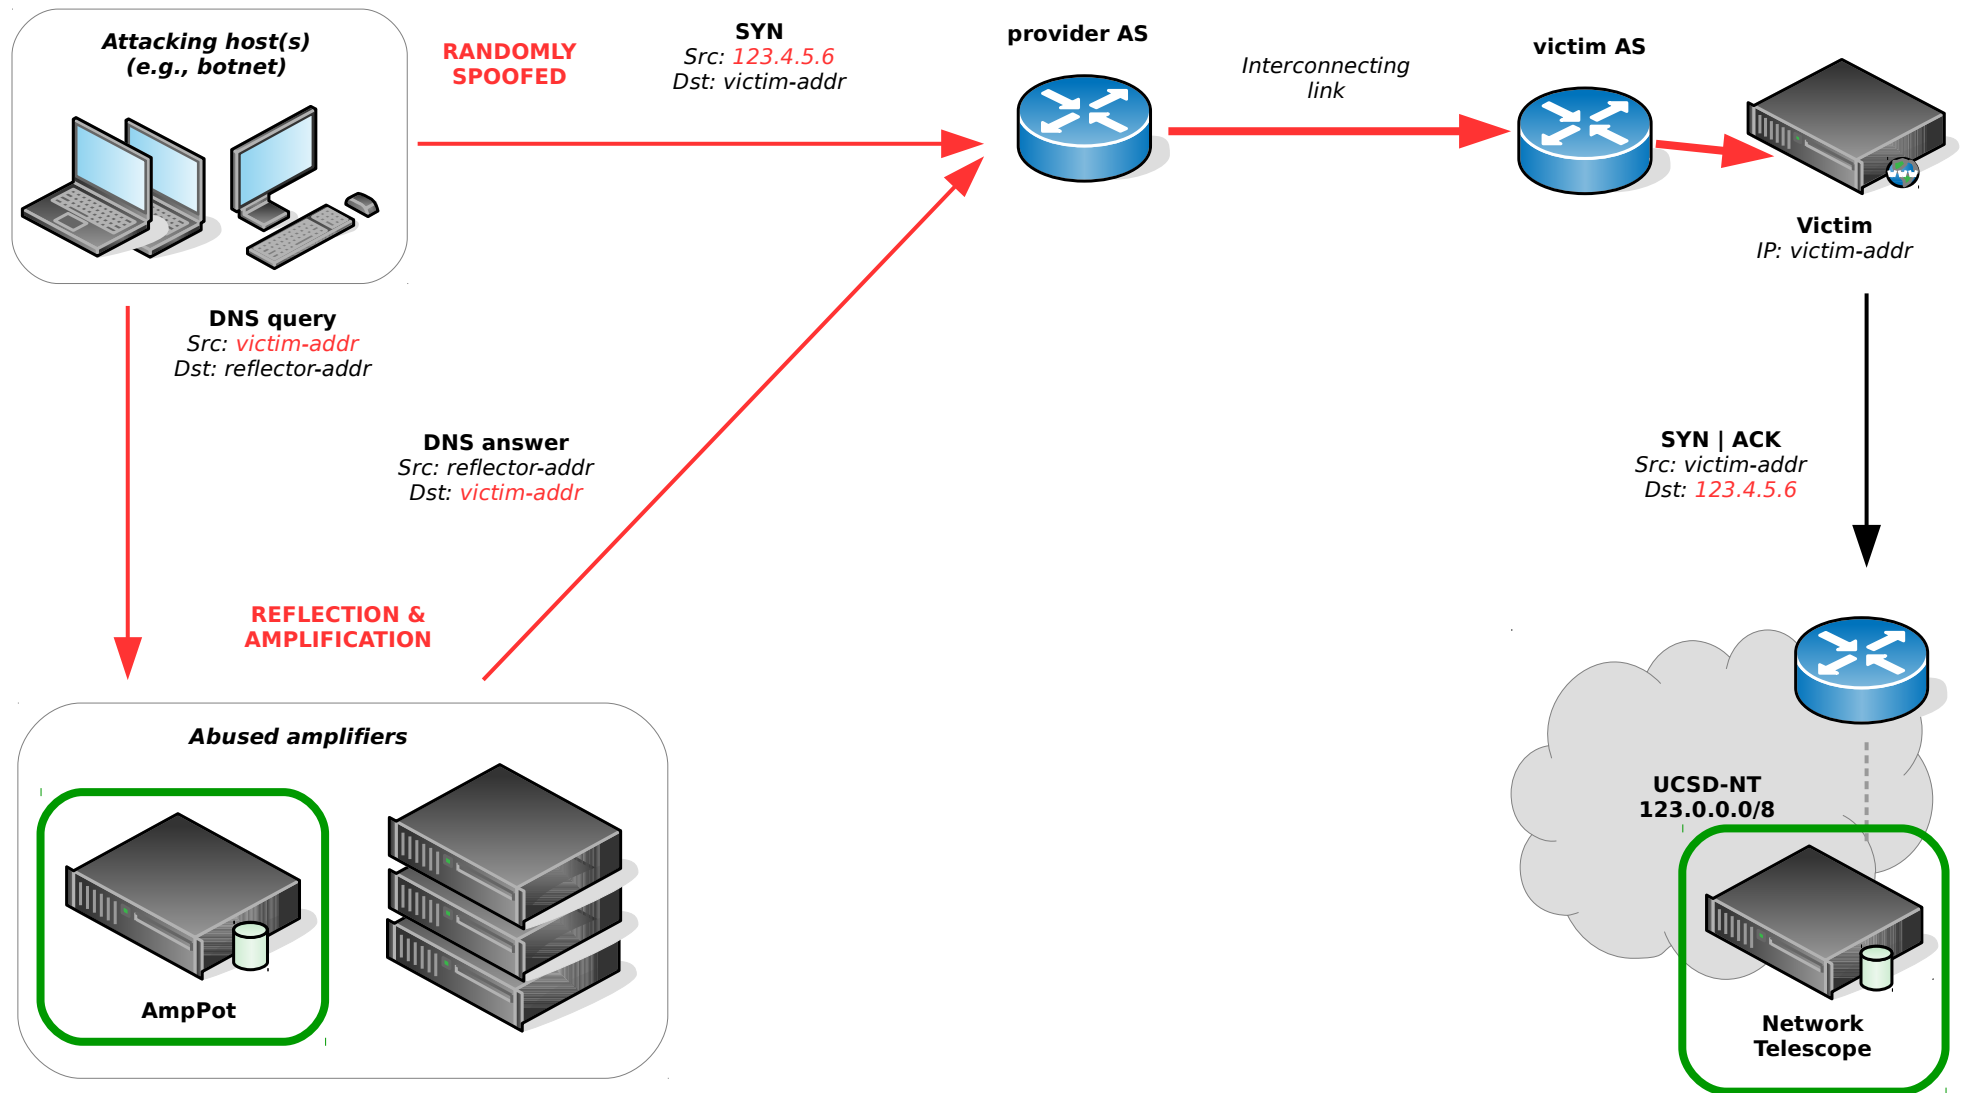 Attacking host(s)
(e.g., botnet)
RANDOMLY
SPOOFED
SYN
Src: 123.4.5.6
Dst: victim-addr
provider AS
Interconnecting
link
victim AS
Victim
IP: victim-addr
DNS query
Src: victim-addr
Dst: reflector-addr
DNS answer
Src: reflector-addr
Dst: victim-addr
SYN | ACK
Src: victim-addr
Dst: 123.4.5.6
REFLECTION &
AMPLIFICATION
Abused amplifiers
AmpPot
UCSD-NT
123.0.0.0/8
Network
Telescope